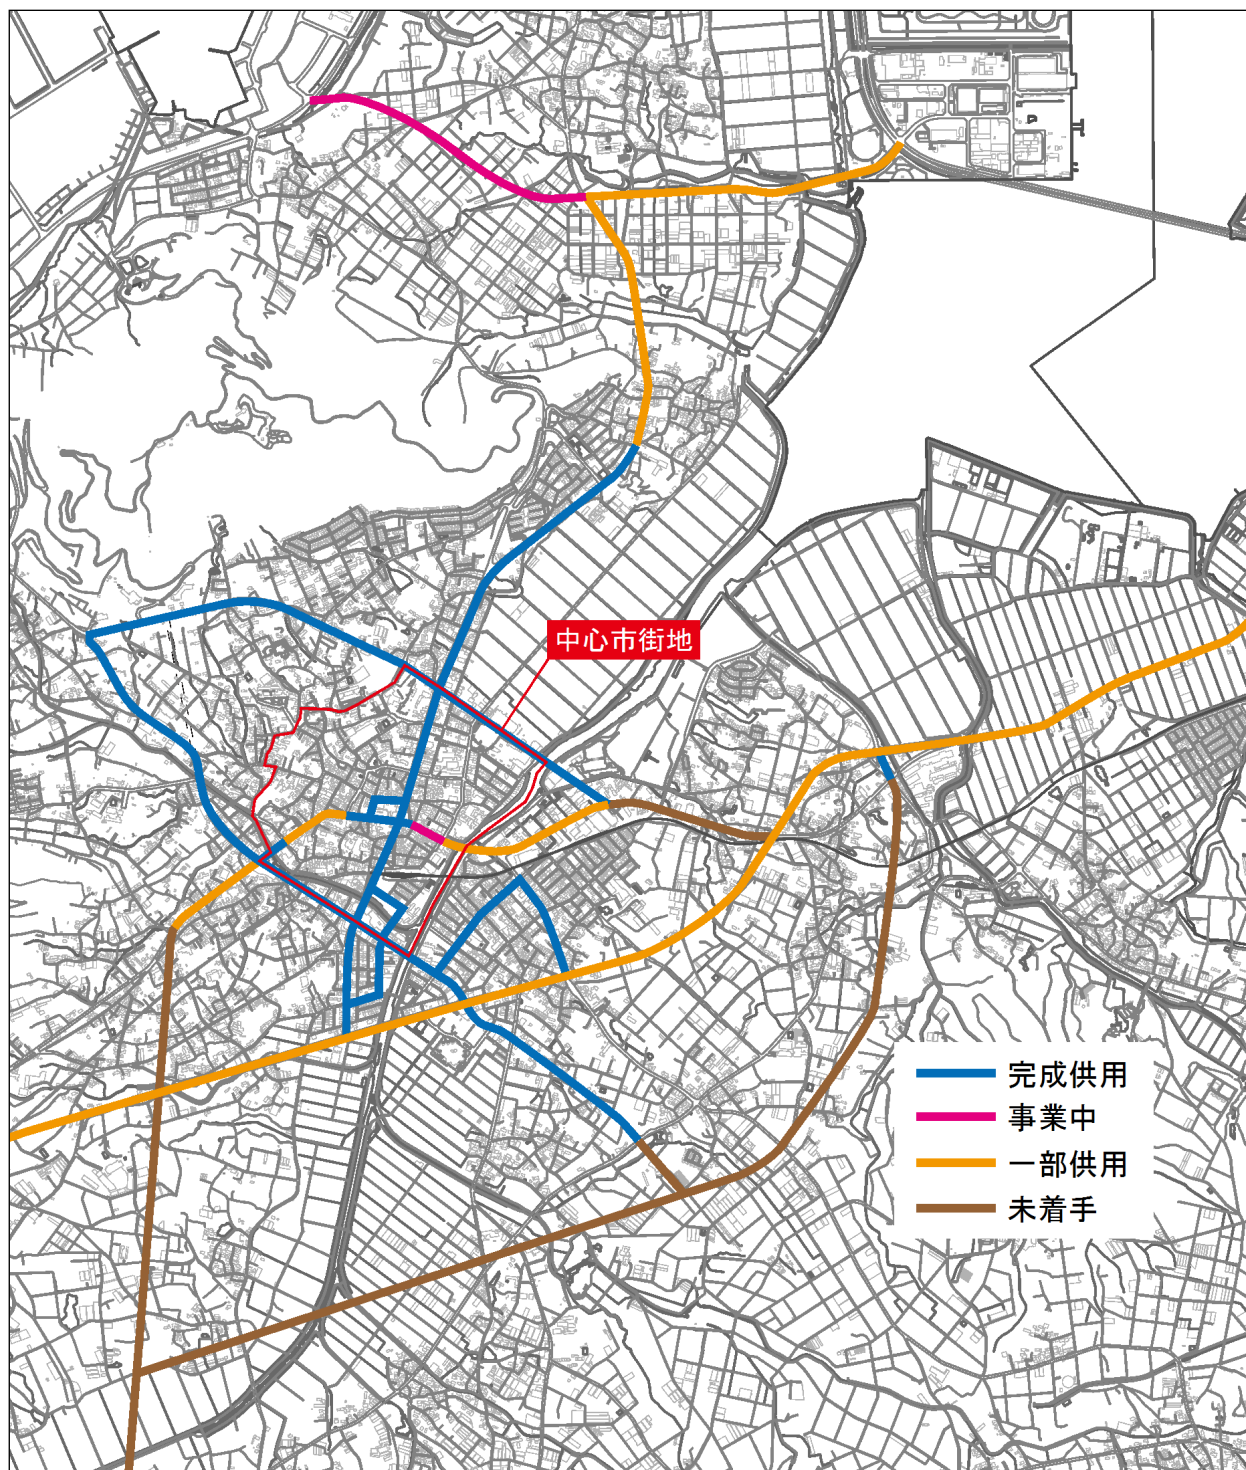 中心市街地
完成供用
事業中
一部供用
未着手